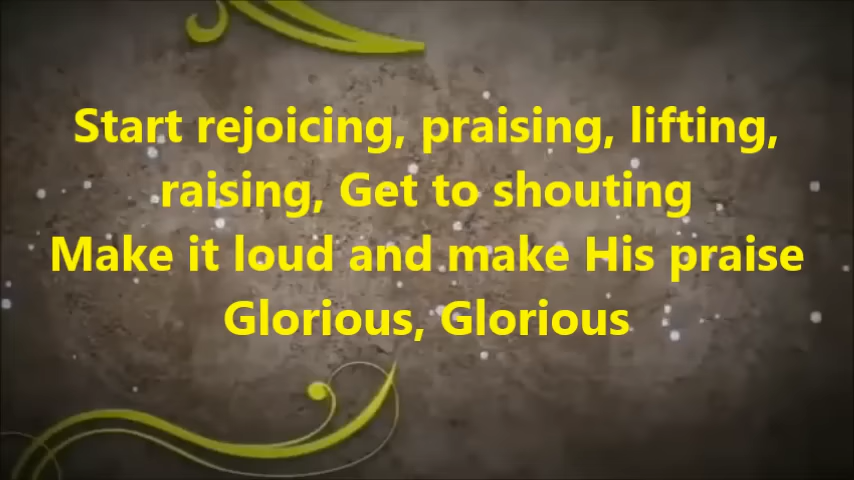 Start rejoicing, praising, lifting,
raising, Get to shouting
Make it loud and make His praise
Glorious, Glorious